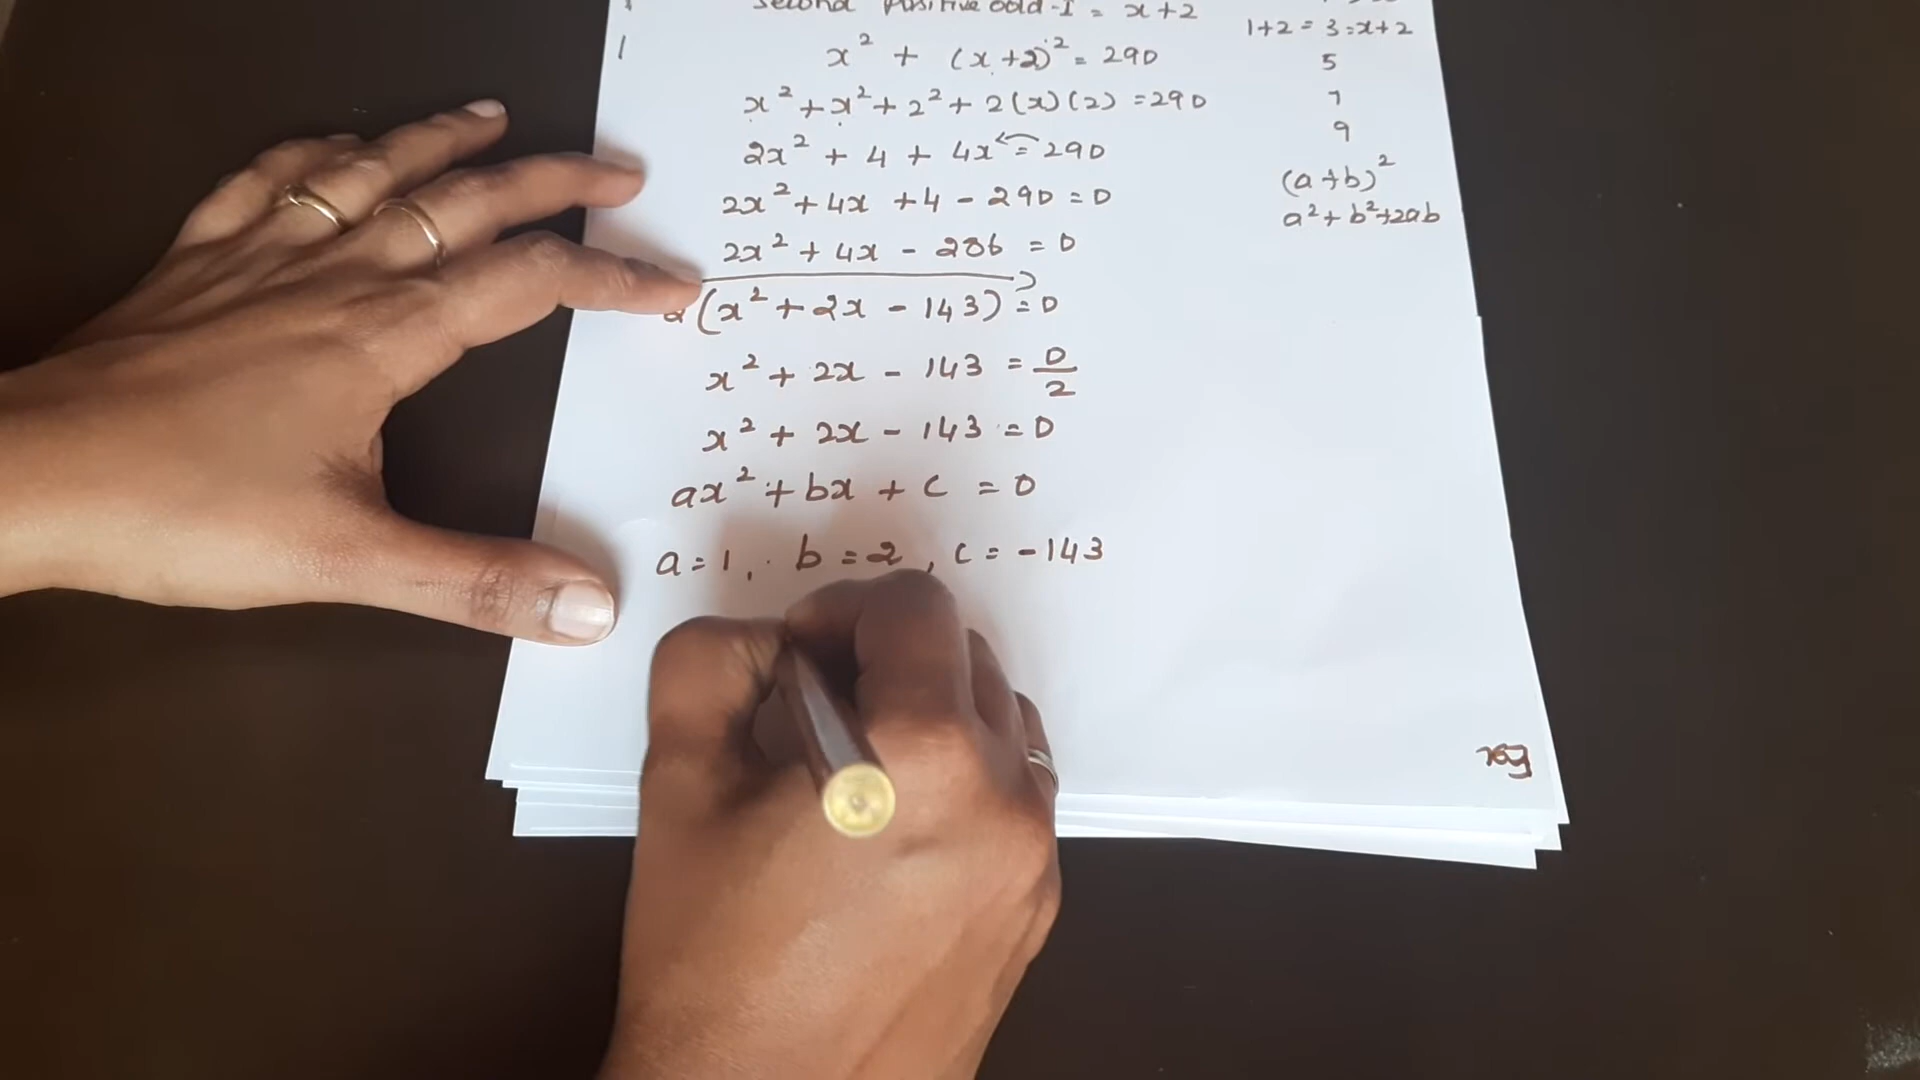 second positive odd-I = x+2
1+2 = 3 = x+2
x² + (x+2)² = 290
5
x² + x² + 2² + 2(x)(2) = 290
7
2x² + 4 + 4x = 290
9
2x² + 4x + 4 - 290 = 0
(a+b)²
a² + b² + 2ab
2x² + 4x - 286 = 0
2(x² + 2x - 143) = 0
x² + 2x - 143 = 0/2
x² + 2x - 143 = 0
ax² + bx + c = 0
a = 1, b = 2, c = -143